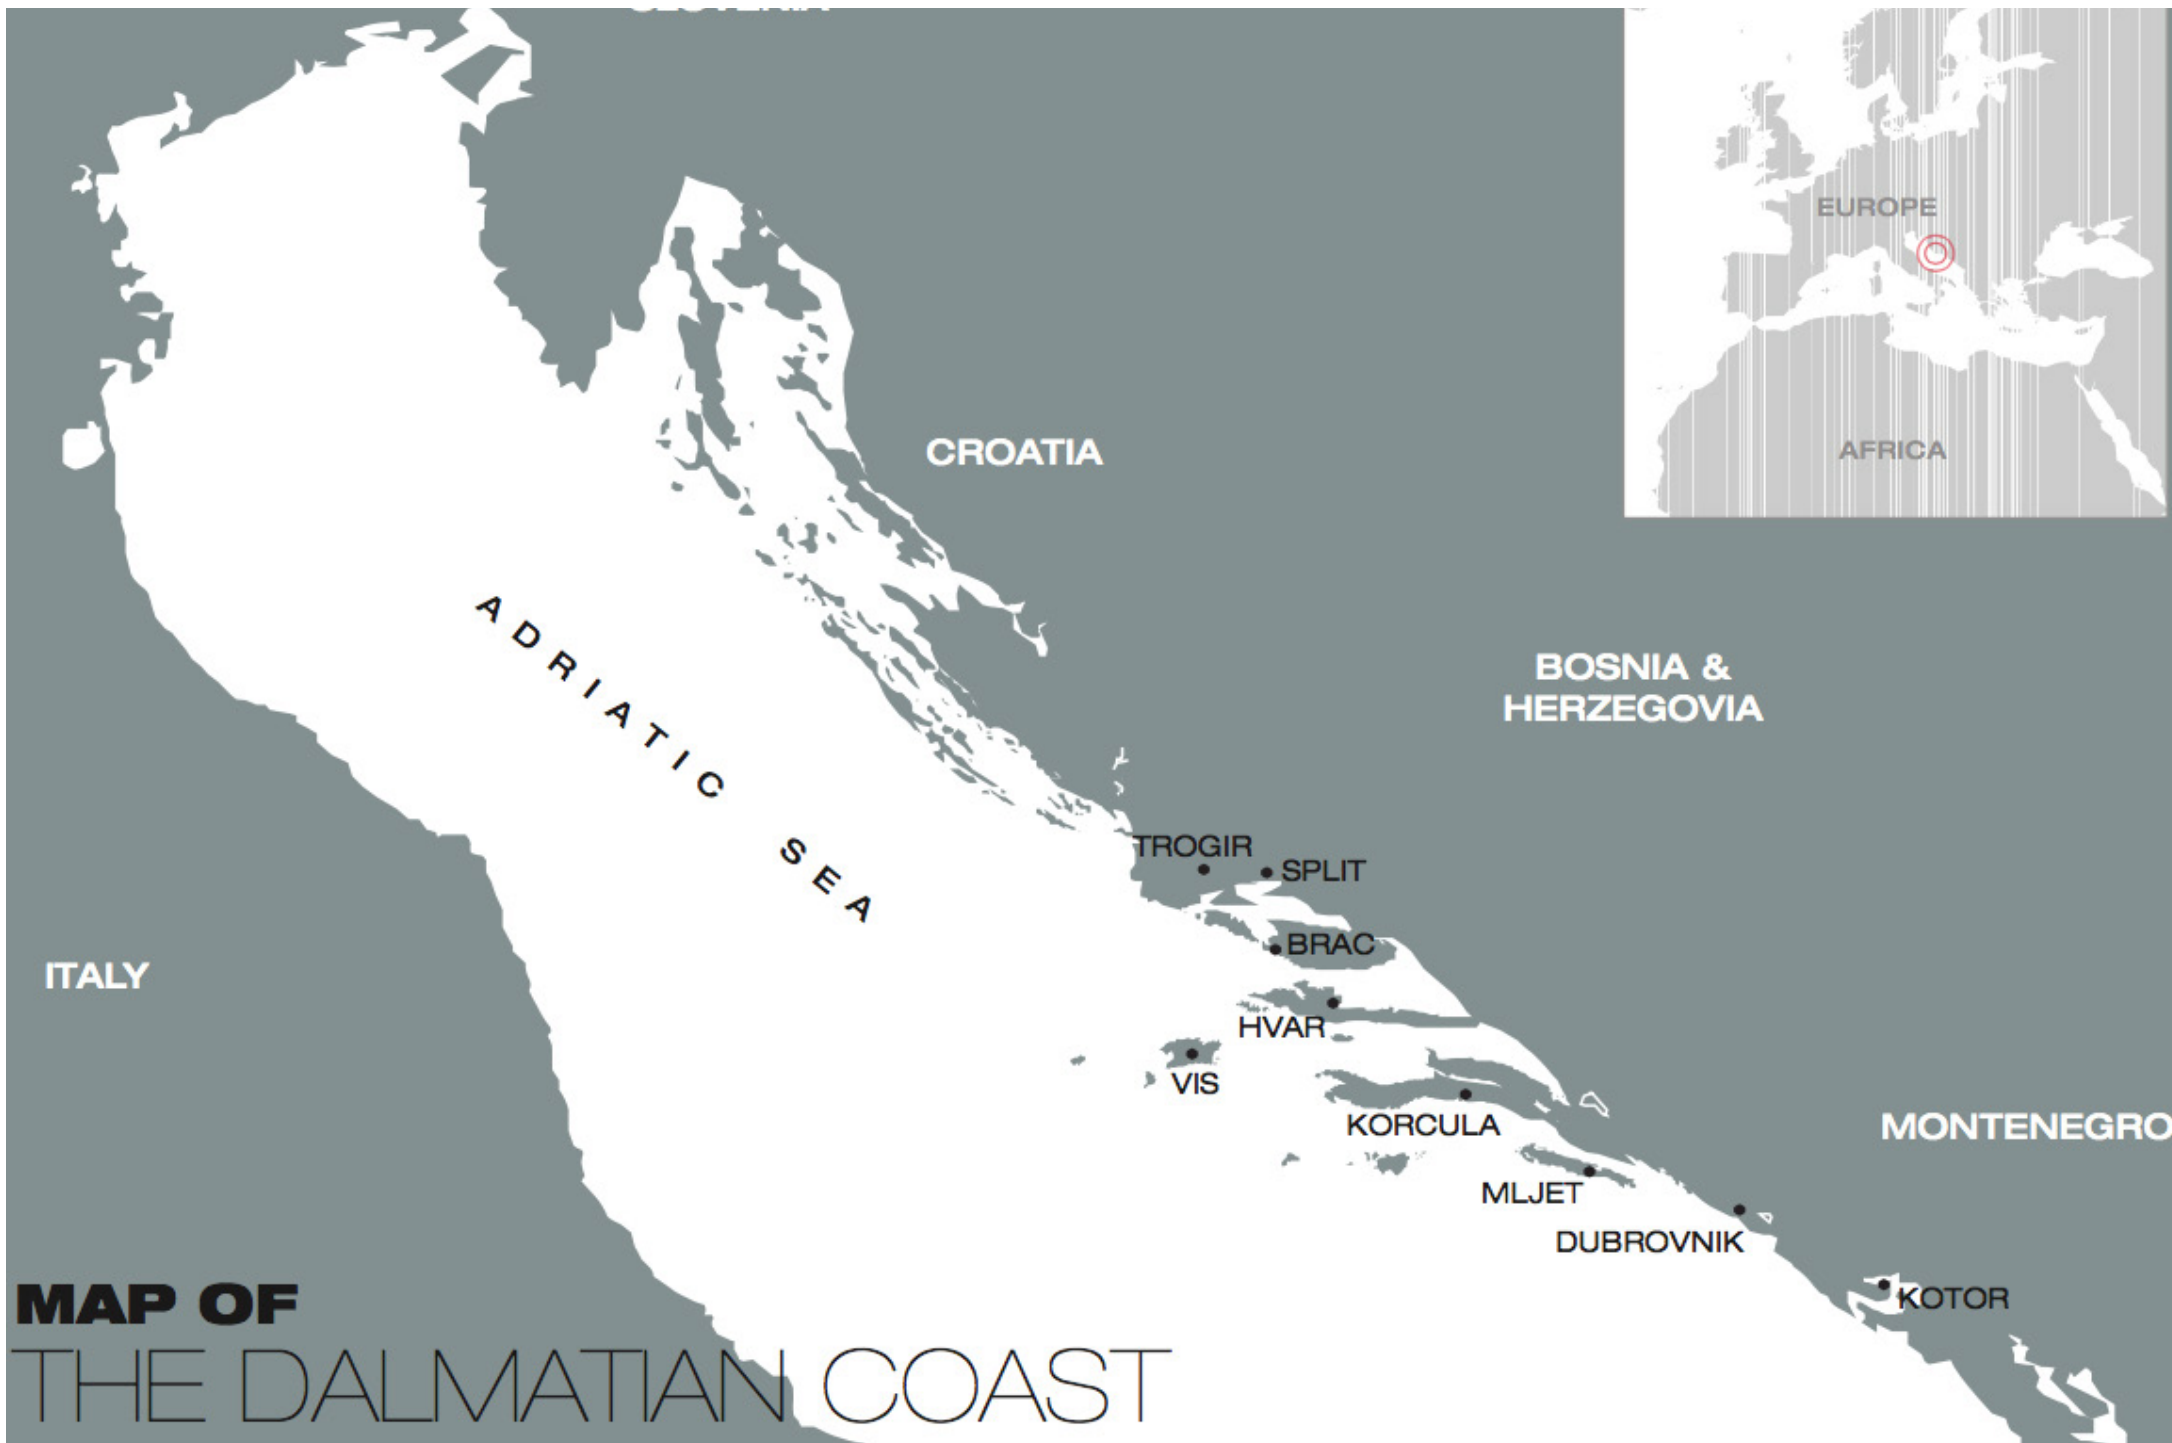 SLOVENIA
EUROPE
CROATIA
AFRICA
ADRIATIC SEA
BOSNIA &
HERZEGOVIA
TROGIR
SPLIT
BRAC
ITALY
HVAR
VIS
KORCULA
MONTENEGRO
MLJET
DUBROVNIK
KOTOR
MAP OF
THE DALMATIAN COAST